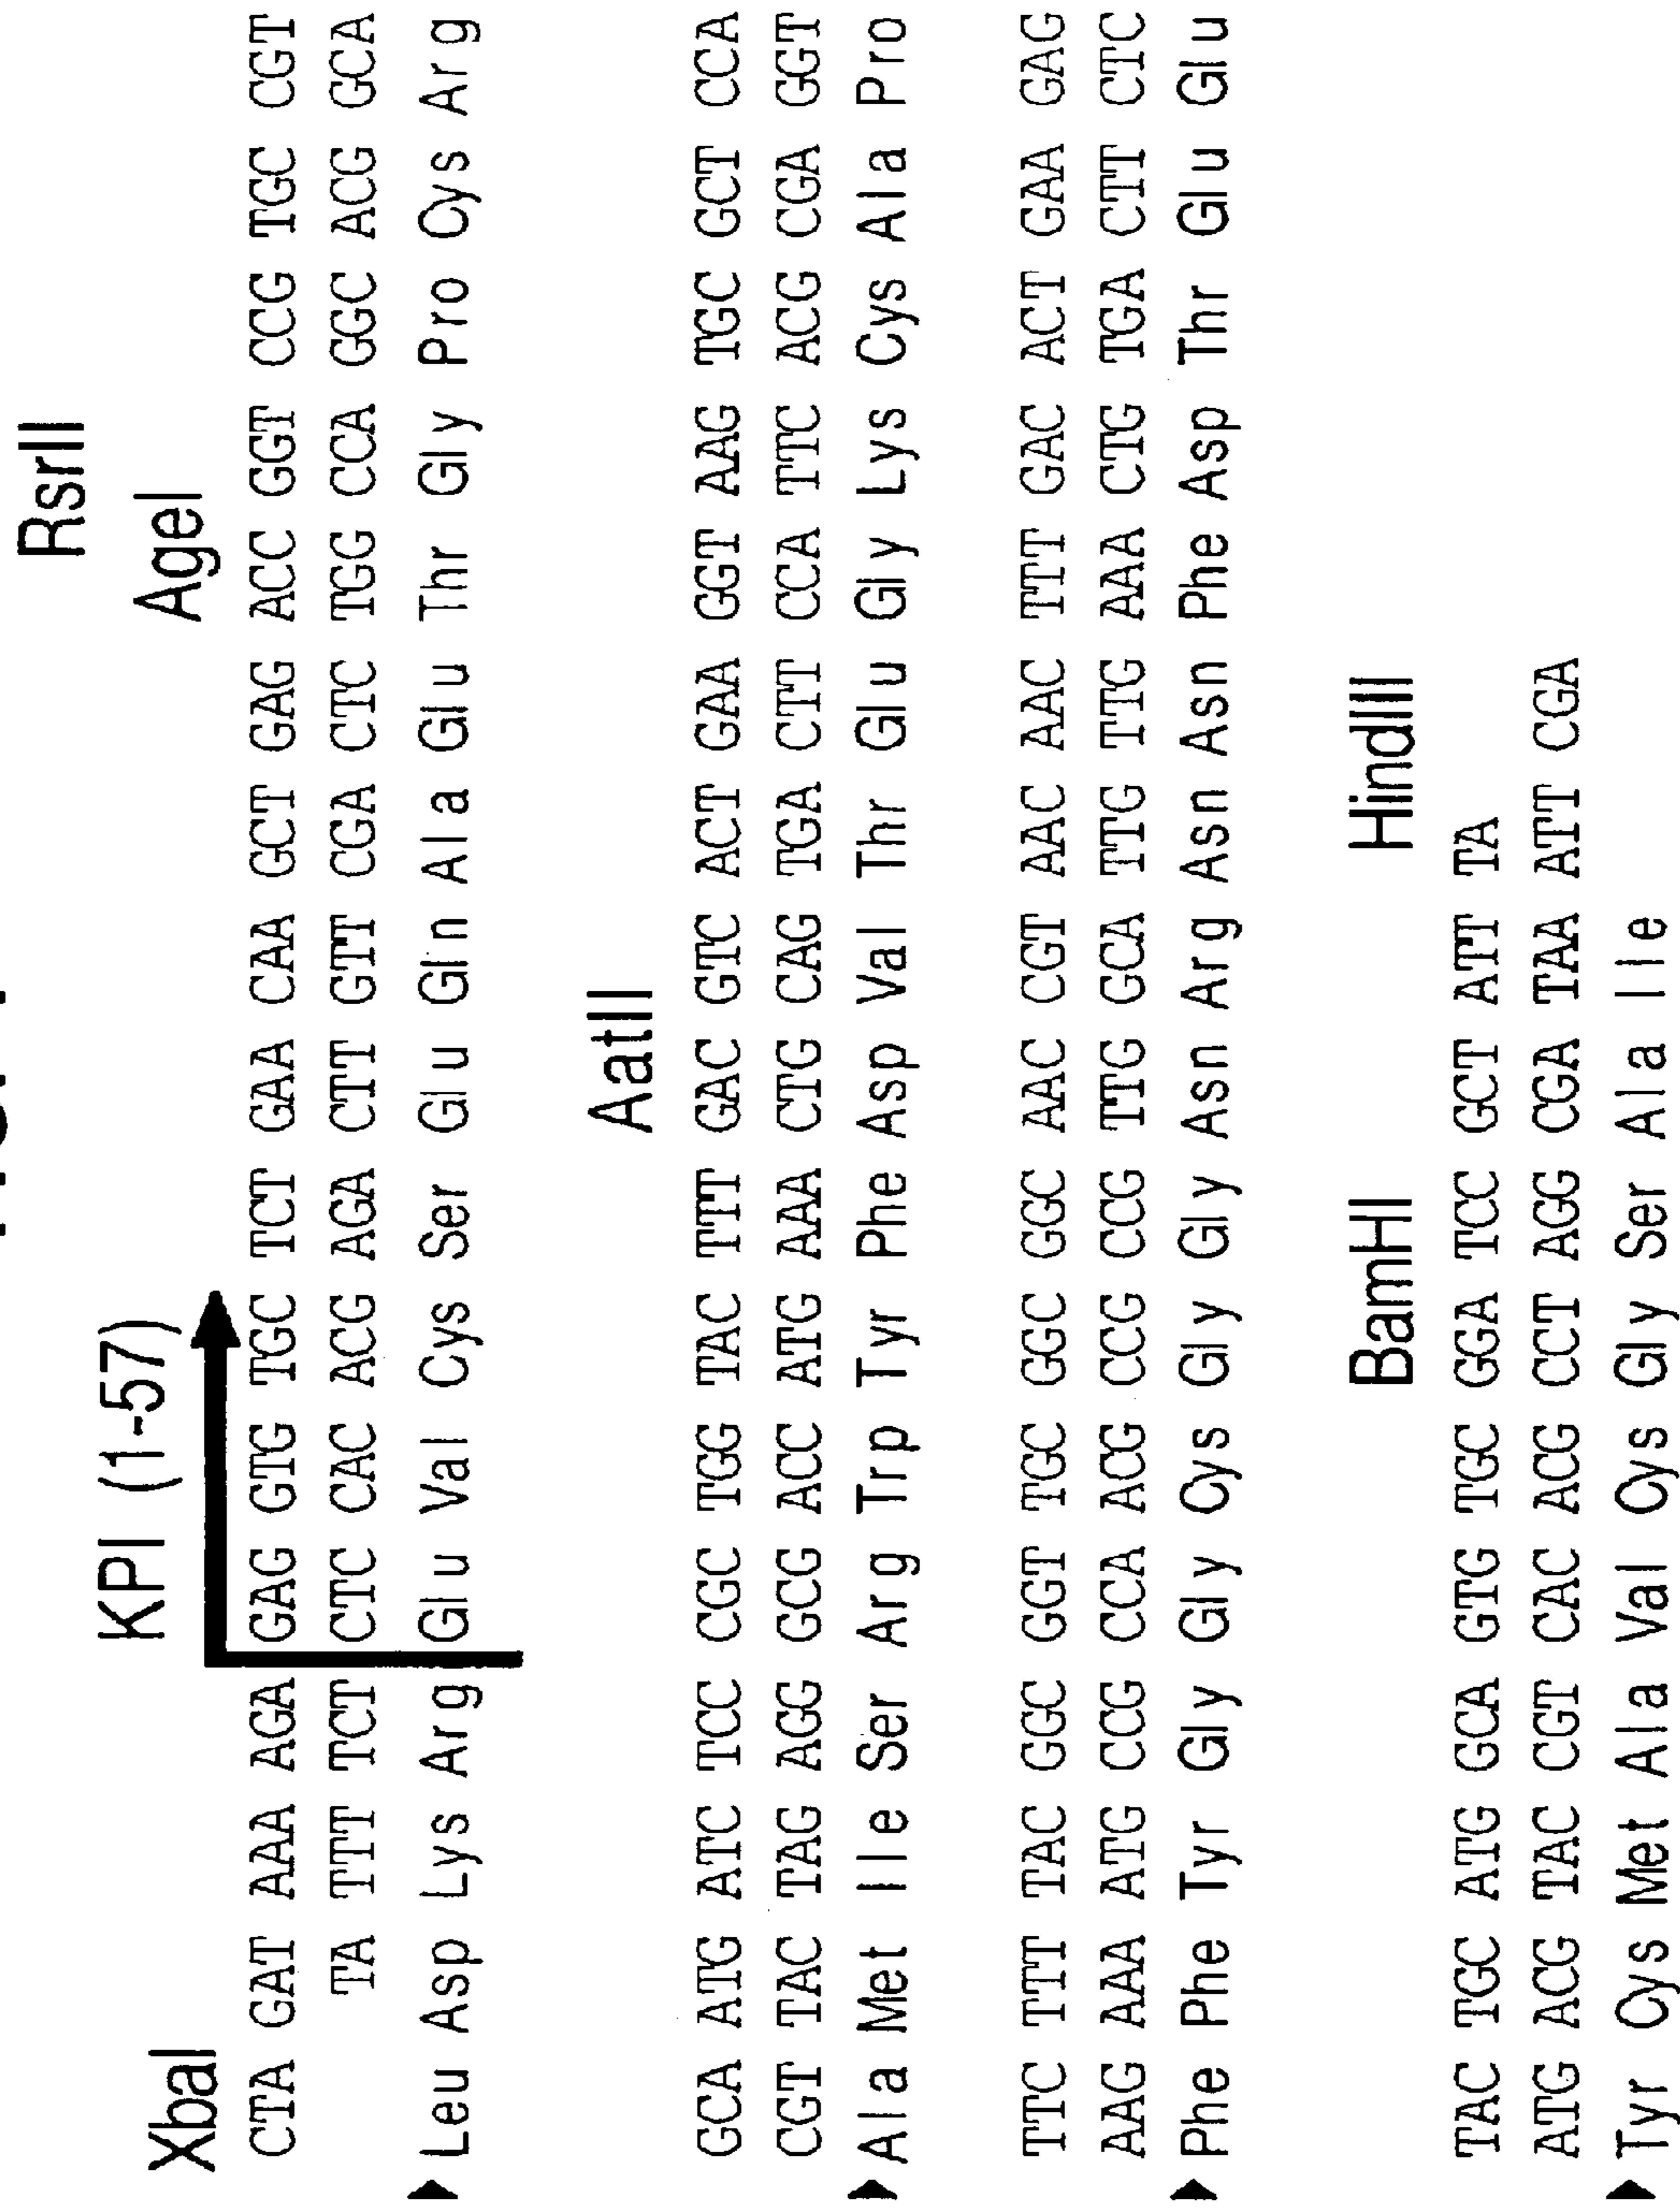 RsrII
KPI (1-57)
XbaI AgeI
CTA GAT AAA AGA GAG GTG TGC TCT GAA CAA GCT GAG ACC GGT CCG TGC CGT
TA TTT TCT CTC CAC ACG AGA CTT GTT CGA CTC TGG CCA GGC ACG GCA
Leu Asp Lys Arg Glu Val Cys Ser Glu Gln Ala Glu Thr Gly Pro Cys Arg
AatII
GCA ATG ATC TCC CGC TGG TAC TTT GAC GTC ACT GAA GGT AAG TGC GCT CCA
CGT TAC TAG AGG GCG ACC ATG AAA CTG CAG TGA CTT CCA TTC ACG CGA GGT
Ala Met Ile Ser Arg Trp Tyr Phe Asp Val Thr Glu Gly Lys Cys Ala Pro
TTC TTT TAC GGC GGT TGC GGC GGC AAC CGT AAC AAC TTT GAC ACT GAA GAG
AAG AAA ATG CCG CCA ACG CCG CCG TTG GCA TTG TTG AAA CTG TGA CTT CTC
Phe Phe Tyr Gly Gly Cys Gly Gly Asn Arg Asn Asn Phe Asp Thr Glu Glu
BamHI HindIII
TAC TGC ATG GCA GTG TGC GGA TCC GCT ATT TA
ATG ACG TAC CGT CAC ACG CCT AGG CGA TAA ATT CGA
Tyr Cys Met Ala Val Cys Gly Ser Ala Ile